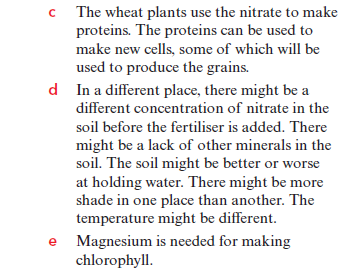 c The wheat plants use the nitrate to make
proteins. The proteins can be used to
make new cells, some of which will be
used to produce the grains.
d In a different place, there might be a
different concentration of nitrate in the
soil before the fertiliser is added. There
might be a lack of other minerals in the
soil. The soil might be better or worse
at holding water. There might be more
shade in one place than another. The
temperature might be different.
e Magnesium is needed for making
chlorophyll.